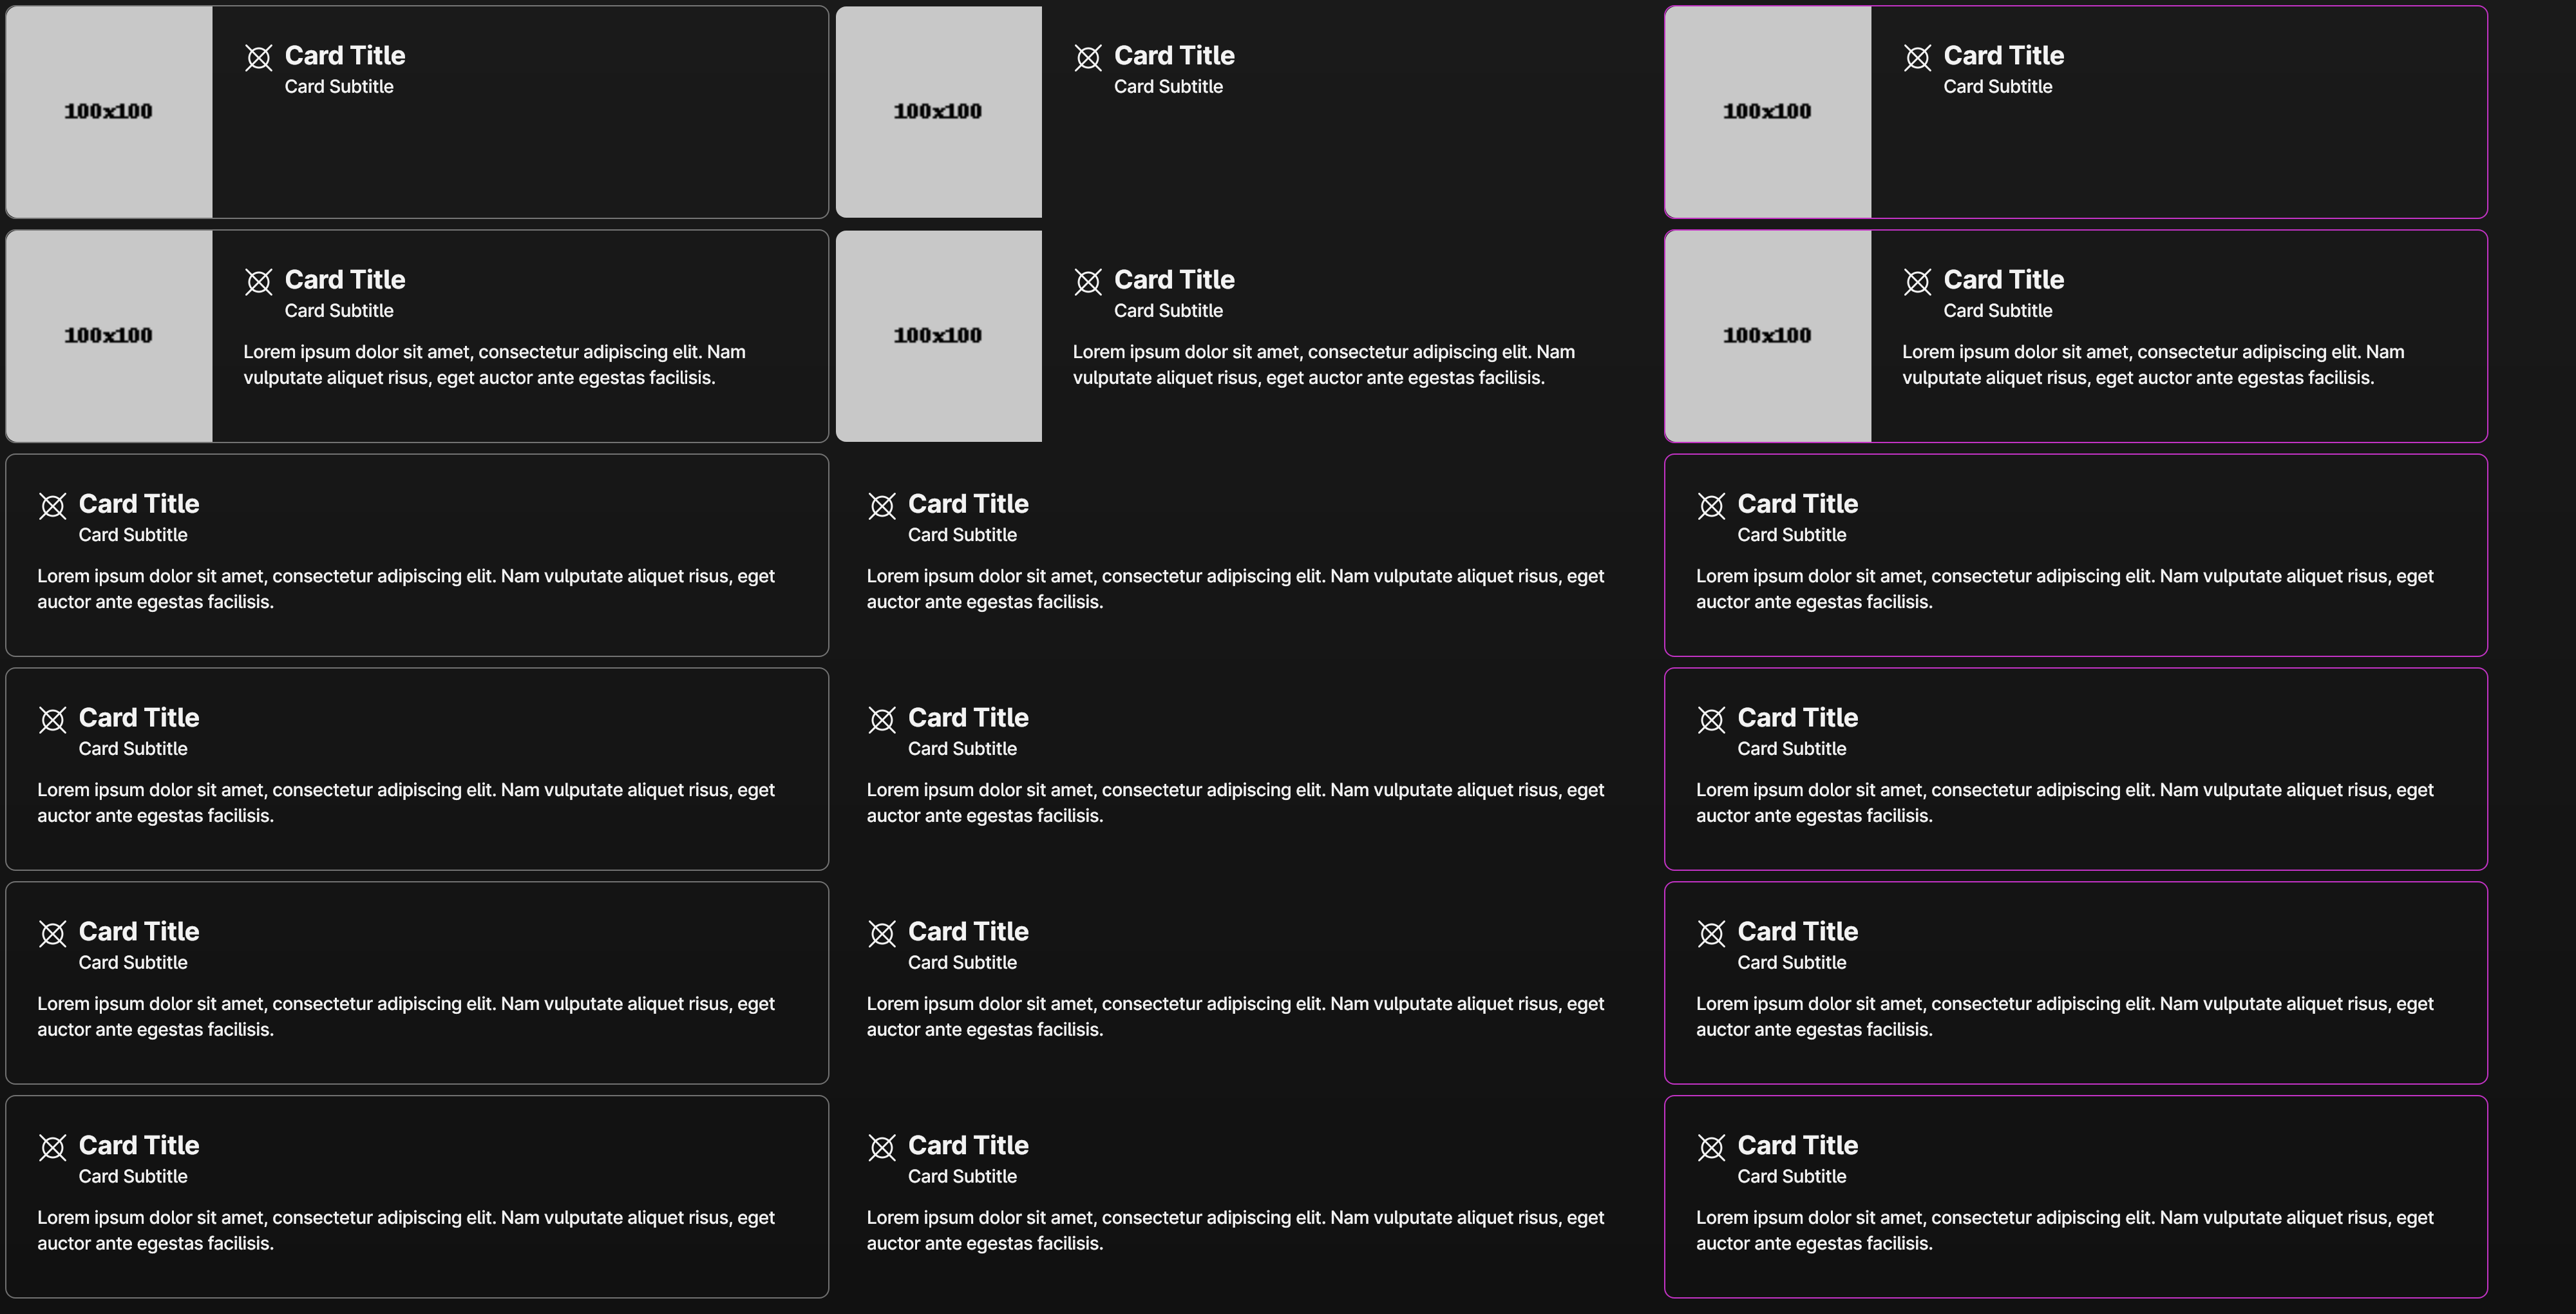 100x100
Card Title
Card Subtitle
100x100
Card Title
Card Subtitle
100x100
Card Title
Card Subtitle
100x100
Card Title
Card Subtitle
Lorem ipsum dolor sit amet, consectetur adipiscing elit. Nam
vulputate aliquet risus, eget auctor ante egestas facilisis.
100x100
Card Title
Card Subtitle
Lorem ipsum dolor sit amet, consectetur adipiscing elit. Nam
vulputate aliquet risus, eget auctor ante egestas facilisis.
100x100
Card Title
Card Subtitle
Lorem ipsum dolor sit amet, consectetur adipiscing elit. Nam
vulputate aliquet risus, eget auctor ante egestas facilisis.
Card Title
Card Subtitle
Lorem ipsum dolor sit amet, consectetur adipiscing elit. Nam vulputate aliquet risus, eget
auctor ante egestas facilisis.
Card Title
Card Subtitle
Lorem ipsum dolor sit amet, consectetur adipiscing elit. Nam vulputate aliquet risus, eget
auctor ante egestas facilisis.
Card Title
Card Subtitle
Lorem ipsum dolor sit amet, consectetur adipiscing elit. Nam vulputate aliquet risus, eget
auctor ante egestas facilisis.
Card Title
Card Subtitle
Lorem ipsum dolor sit amet, consectetur adipiscing elit. Nam vulputate aliquet risus, eget
auctor ante egestas facilisis.
Card Title
Card Subtitle
Lorem ipsum dolor sit amet, consectetur adipiscing elit. Nam vulputate aliquet risus, eget
auctor ante egestas facilisis.
Card Title
Card Subtitle
Lorem ipsum dolor sit amet, consectetur adipiscing elit. Nam vulputate aliquet risus, eget
auctor ante egestas facilisis.
Card Title
Card Subtitle
Lorem ipsum dolor sit amet, consectetur adipiscing elit. Nam vulputate aliquet risus, eget
auctor ante egestas facilisis.
Card Title
Card Subtitle
Lorem ipsum dolor sit amet, consectetur adipiscing elit. Nam vulputate aliquet risus, eget
auctor ante egestas facilisis.
Card Title
Card Subtitle
Lorem ipsum dolor sit amet, consectetur adipiscing elit. Nam vulputate aliquet risus, eget
auctor ante egestas facilisis.
Card Title
Card Subtitle
Lorem ipsum dolor sit amet, consectetur adipiscing elit. Nam vulputate aliquet risus, eget
auctor ante egestas facilisis.
Card Title
Card Subtitle
Lorem ipsum dolor sit amet, consectetur adipiscing elit. Nam vulputate aliquet risus, eget
auctor ante egestas facilisis.
Card Title
Card Subtitle
Lorem ipsum dolor sit amet, consectetur adipiscing elit. Nam vulputate aliquet risus, eget
auctor ante egestas facilisis.